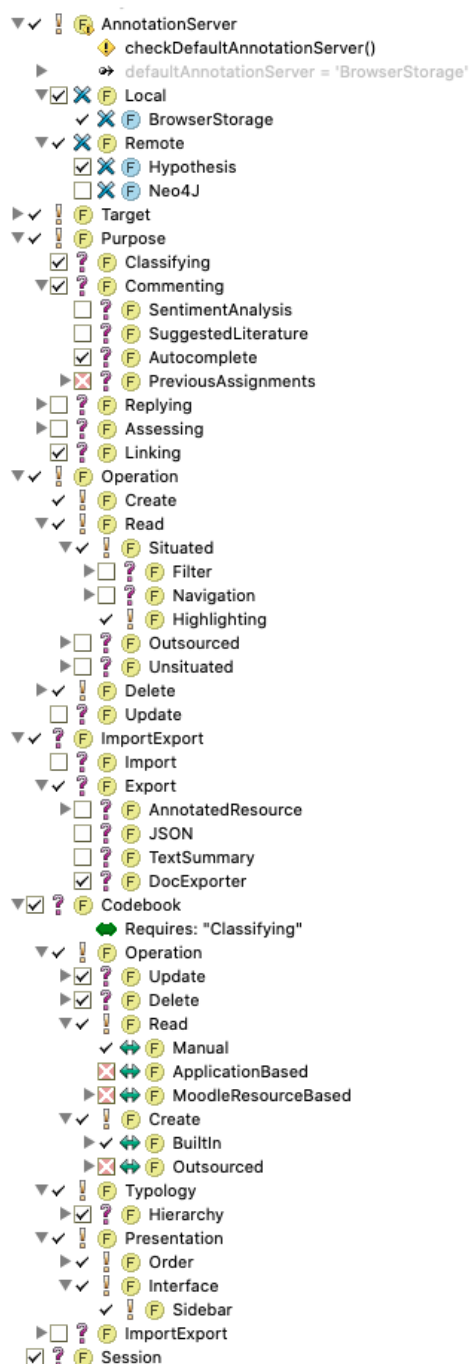 AnnotationServer
checkDefaultAnnotationServer()
defaultAnnotationServer = 'BrowserStorage'
F Local
F BrowserStorage
F Remote
F Hypothesis
F Neo4J
F Target
F Purpose
F Classifying
F Commenting
F SentimentAnalysis
F SuggestedLiterature
F Autocomplete
F PreviousAssignments
F Replying
F Assessing
F Linking
F Operation
F Create
F Read
F Situated
F Filter
F Navigation
F Highlighting
F Outsourced
F Unsituated
F Delete
F Update
F ImportExport
F Import
F Export
F AnnotatedResource
F JSON
F TextSummary
F DocExporter
F Codebook
Requires: "Classifying"
F Operation
F Update
F Delete
F Read
F Manual
F ApplicationBased
F MoodleResourceBased
F Create
F BuiltIn
F Outsourced
F Typology
F Hierarchy
F Presentation
F Order
F Interface
F Sidebar
F ImportExport
F Session